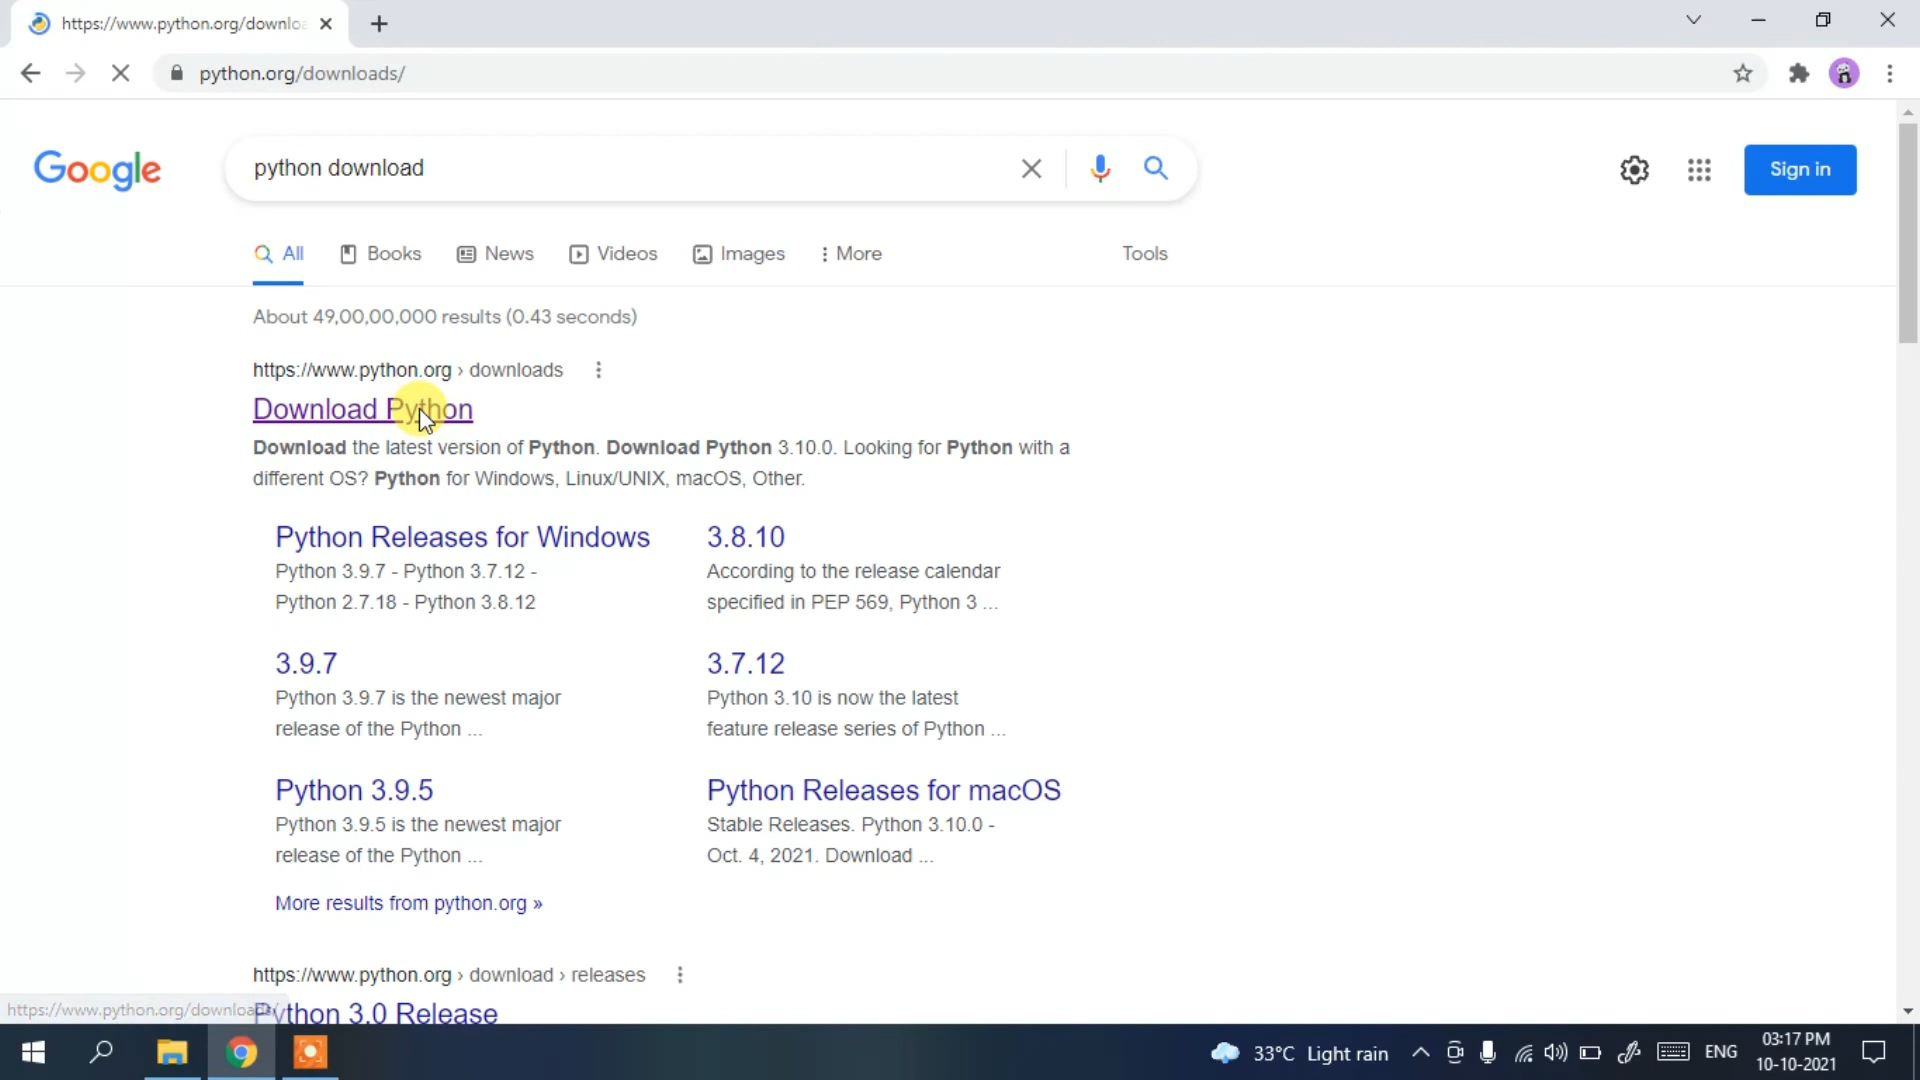 https://www.python.org/downloa
python.org/downloads/
Google
python download
Sign in
All
Books
News
Videos
Images
More
Tools
About 49,00,00,000 results (0.43 seconds)
https://www.python.org › downloads
Download Python
Download the latest version of Python. Download Python 3.10.0. Looking for Python with a
different OS? Python for Windows, Linux/UNIX, macOS, Other.
Python Releases for Windows
Python 3.9.7 - Python 3.7.12 -
Python 2.7.18 - Python 3.8.12
3.8.10
According to the release calendar
specified in PEP 569, Python 3 ...
3.9.7
Python 3.9.7 is the newest major
release of the Python ...
3.7.12
Python 3.10 is now the latest
feature release series of Python ...
Python 3.9.5
Python 3.9.5 is the newest major
release of the Python ...
Python Releases for macOS
Stable Releases. Python 3.10.0 -
Oct. 4, 2021. Download ...
More results from python.org »
https://www.python.org › download › releases
Python 3.0 Release
https://www.python.org/downloads/
33°C Light rain
ENG
03:17 PM
10-10-2021